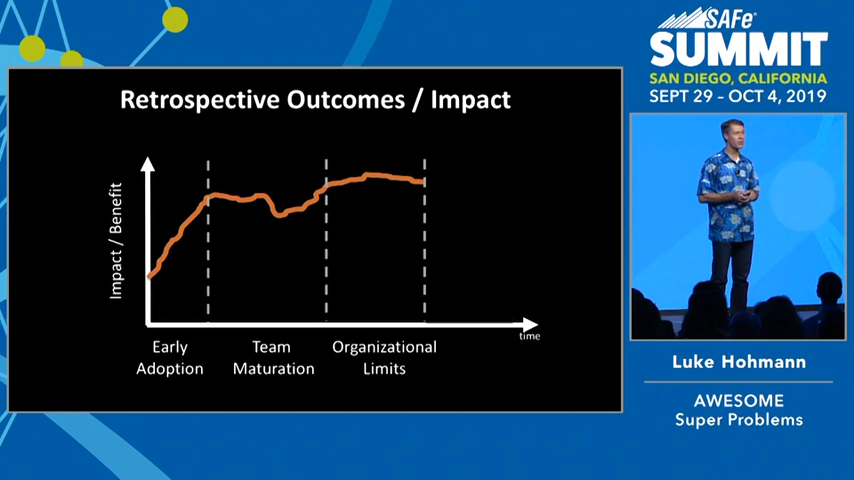 Retrospective Outcomes / Impact
Impact / Benefit
Early
Adoption
Team
Maturation
Organizational
Limits
time
SAFe®
SUMMIT
SAN DIEGO, CALIFORNIA
SEPT 29 – OCT 4, 2019
Luke Hohmann
AWESOME
Super Problems